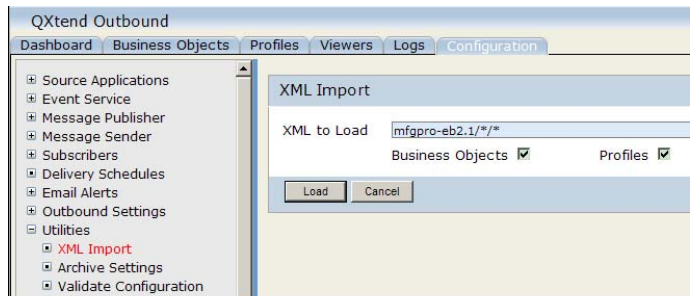 QXtend Outbound
Dashboard Business Objects Profiles Viewers Logs Configuration
Source Applications
Event Service
Message Publisher
Message Sender
Subscribers
Delivery Schedules
Email Alerts
Outbound Settings
Utilities
XML Import
Archive Settings
Validate Configuration
XML Import
XML to Load mfgpro-eb2.1/*/*
Business Objects Profiles
Load Cancel